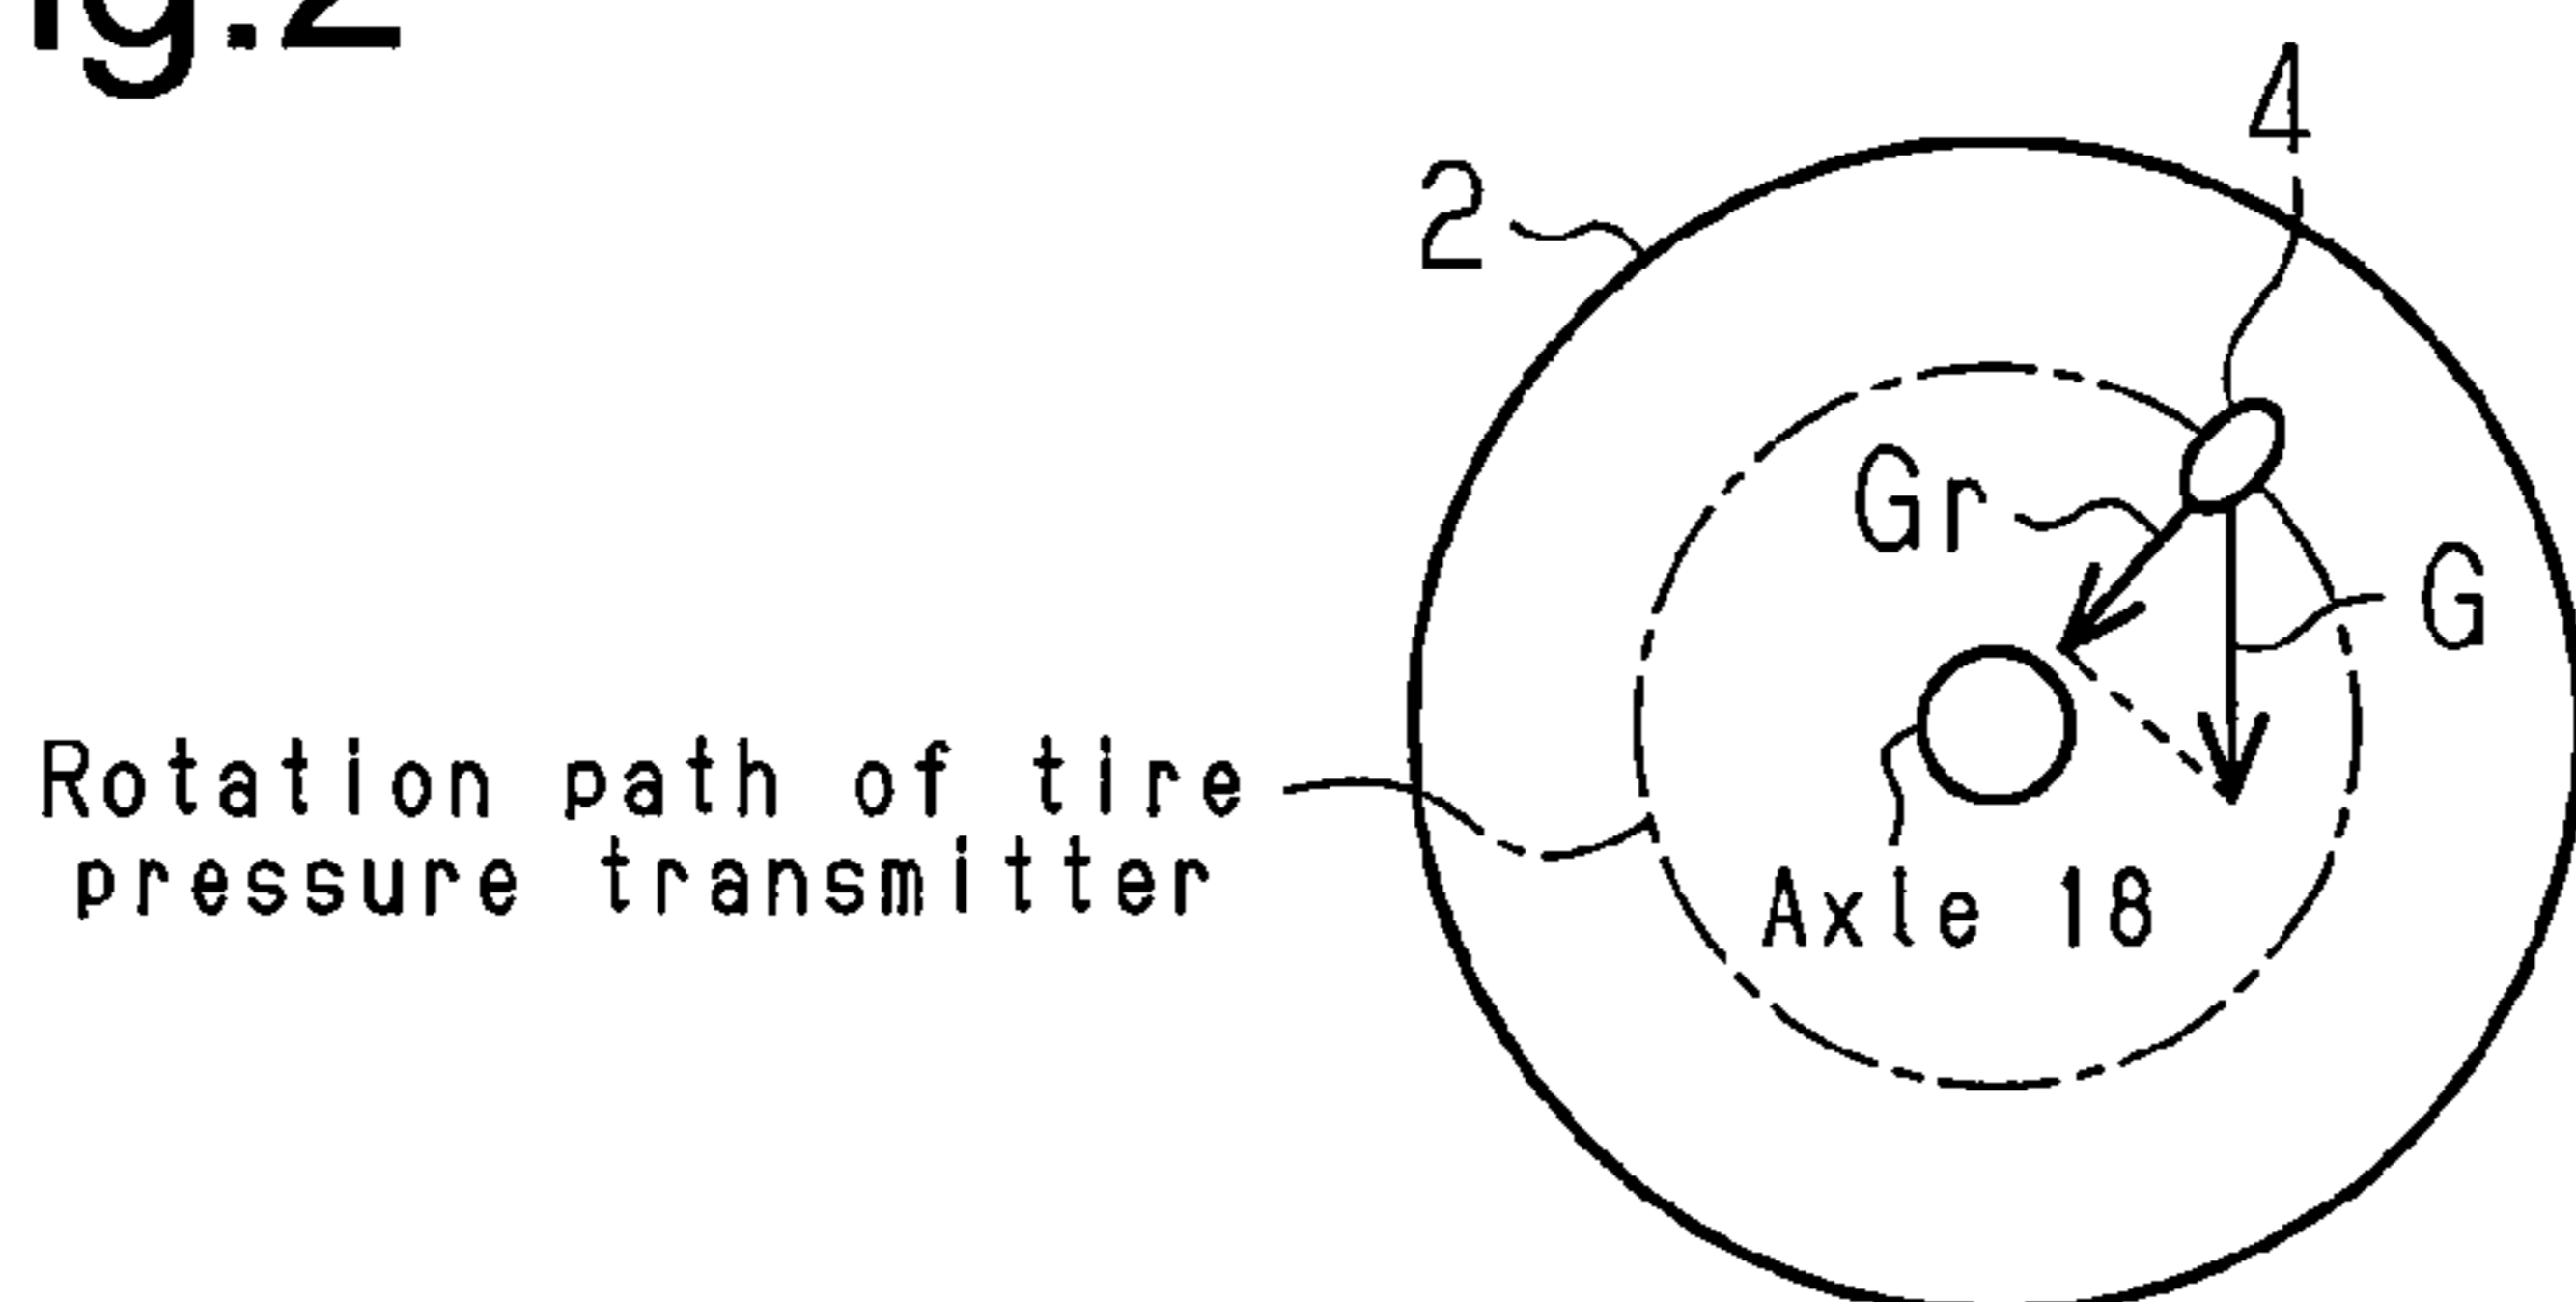 ig.2
4
2
Gr
G
Rotation path of tire
pressure transmitter
Axle 18